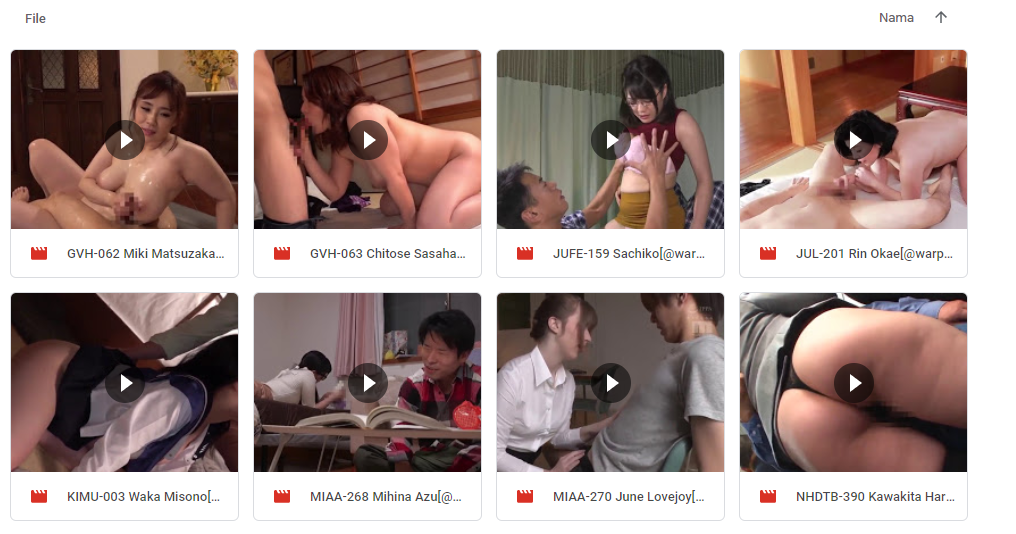 File
Nama
GVH-062 Miki Matsuzaka...
GVH-063 Chitose Sasaha...
JUFE-159 Sachiko[@war...
JUL-201 Rin Okae[@warp...
KIMU-003 Waka Misono[...
MIAA-268 Mihina Azu[@...
MIAA-270 June Lovejoy[...
NHDTB-390 Kawakita Har...